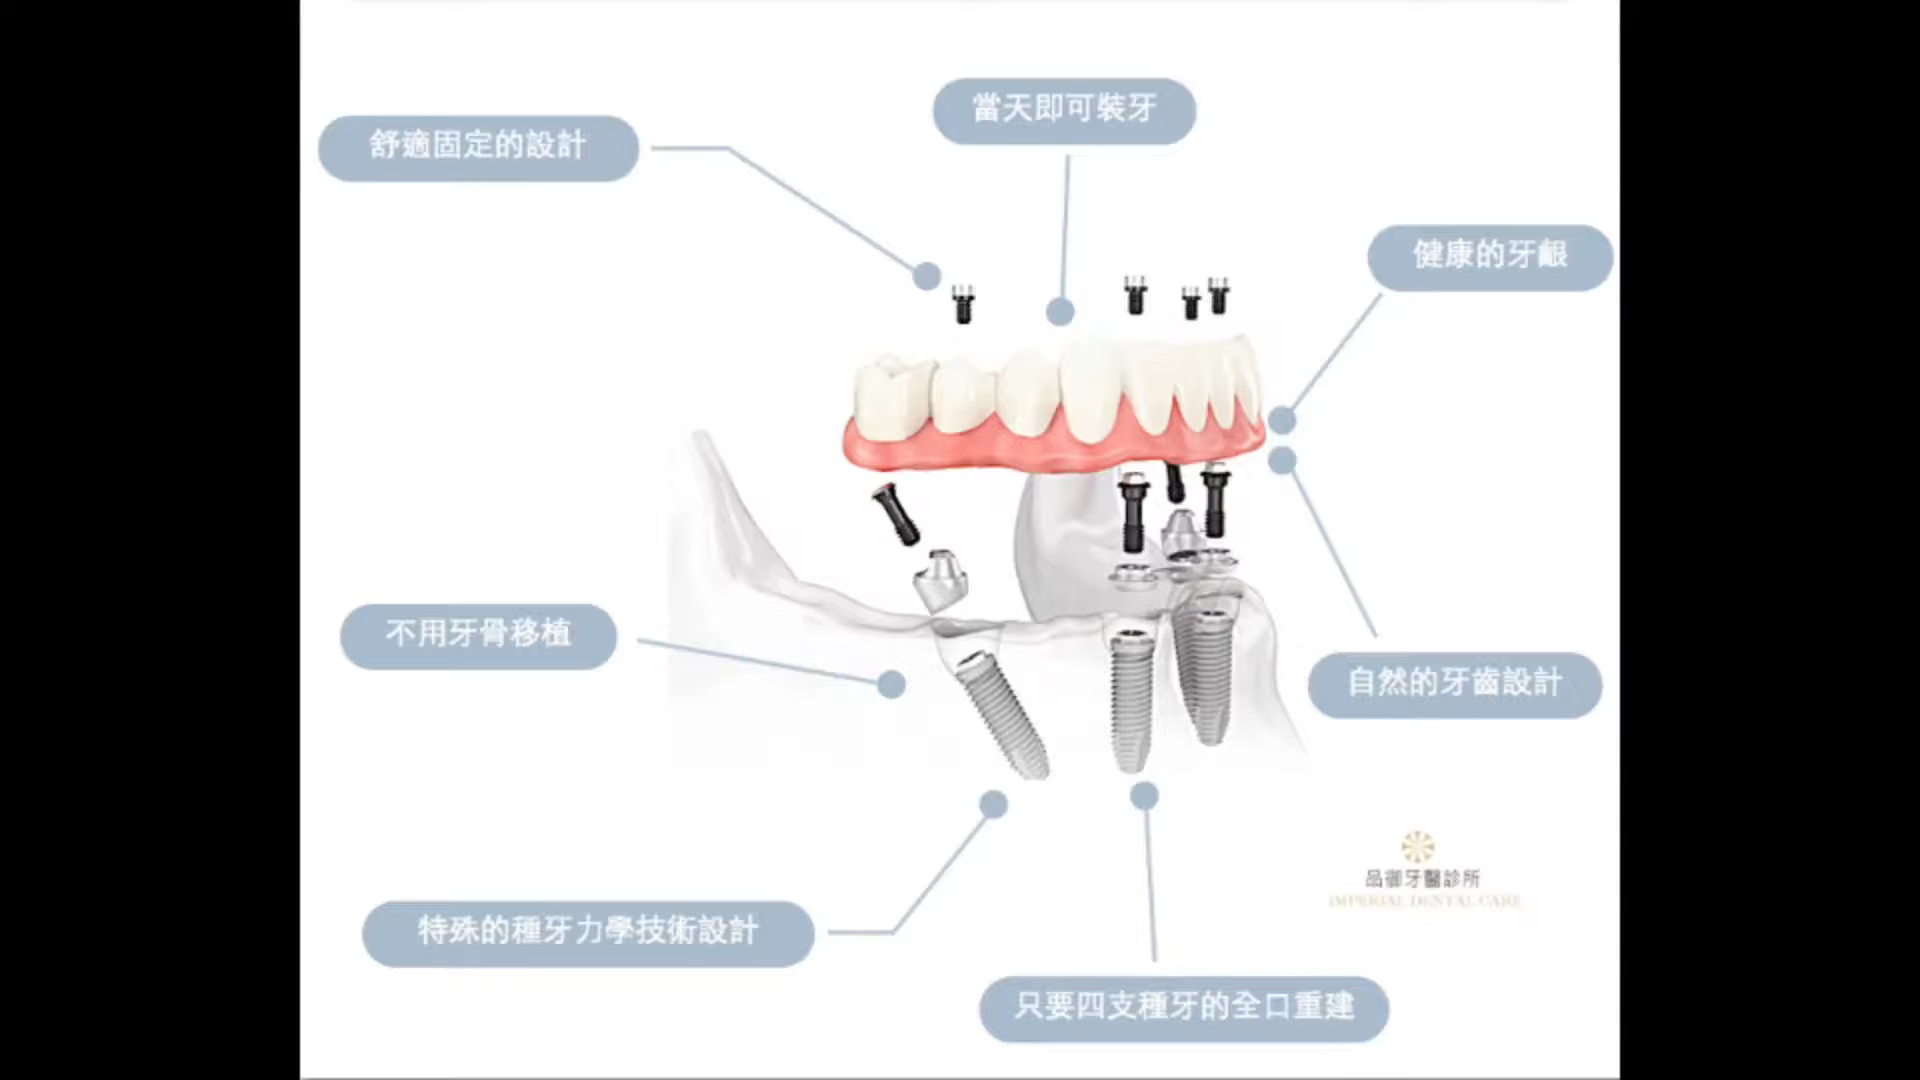 當天即可裝牙
舒適固定的設計
健康的牙齦
不用牙骨移植
自然的牙齒設計
品御牙醫診所
IMPERIAL DENTAL CARE
特殊的種牙力學技術設計
只要四支種牙的全口重建